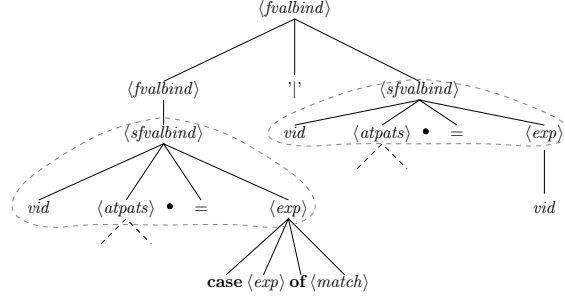 ⟨fvalbind⟩
⟨fvalbind⟩ '|' ⟨sfvalbind⟩
⟨sfvalbind⟩ vid ⟨atpats⟩ • = ⟨exp⟩
vid ⟨atpats⟩ • = ⟨exp⟩ vid
case ⟨exp⟩ of ⟨match⟩